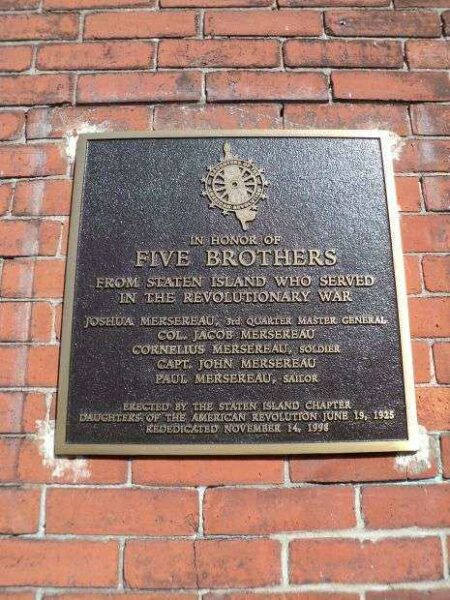 IN HONOR OF
FIVE BROTHERS
FROM STATEN ISLAND WHO SERVED
IN THE REVOLUTIONARY WAR
JOSHUA MERSEREAU, 3rd QUARTER MASTER GENERAL
COL. JACOB MERSEREAU
CORNELIUS MERSEREAU, SOLDIER
CAPT. JOHN MERSEREAU
PAUL MERSEREAU, SAILOR
ERECTED BY THE STATEN ISLAND CHAPTER
DAUGHTERS OF THE AMERICAN REVOLUTION JUNE 19, 1925
REDEDICATED NOVEMBER 14, 1998